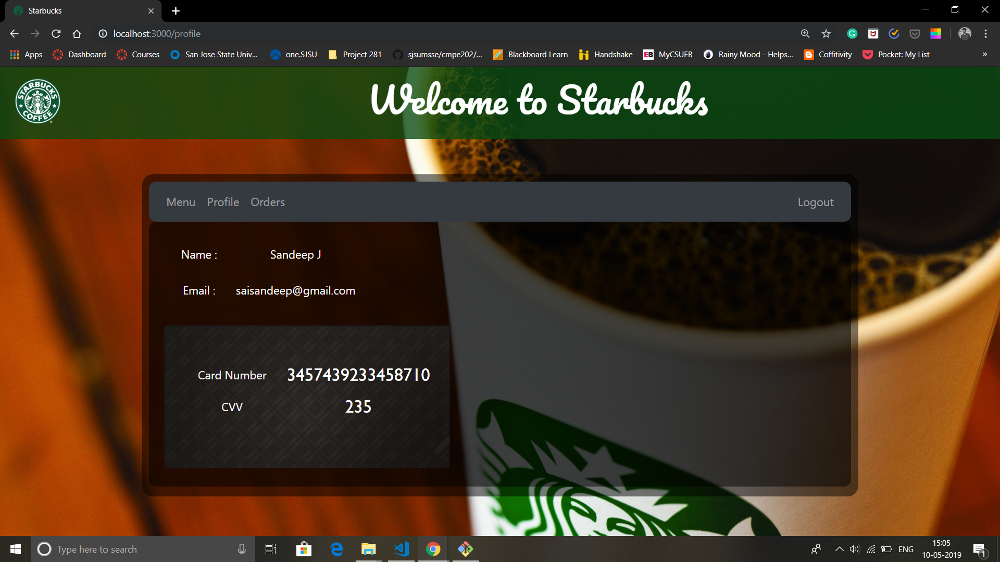 Starbucks
localhost:3000/profile
Apps Dashboard Courses San Jose State Univ... one.SJSU Project 281 sjsumsse/cmpe202/... Blackboard Learn EB MyCSUEB Handshake Rainy Mood - Helps... Coffitivity Pocket: My List »
STARBUCKS COFFEE
Welcome to Starbucks
Menu Profile Orders Logout
Name : Sandeep J
Email : saisandeep@gmail.com
Card Number 3457439233458710
CVV 235
Type here to search
ENG
15:05
10-05-2019
1